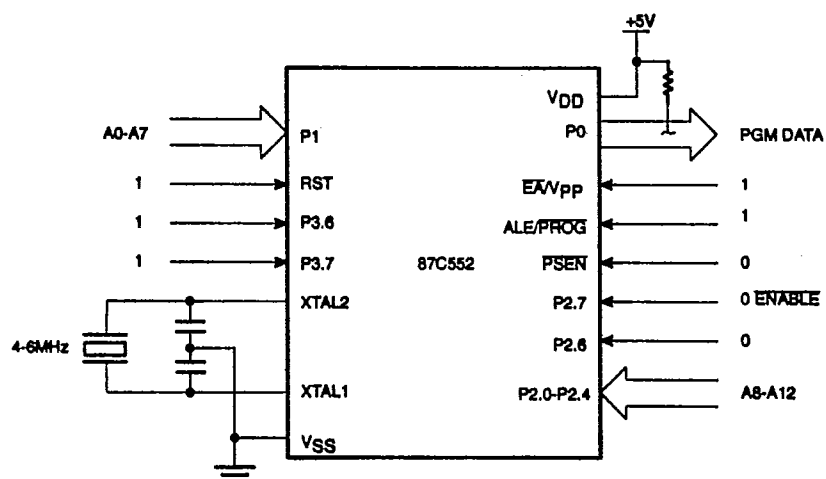 +5V
VDD
A0-A7
P1
P0
PGM DATA
1
RST
EA/VPP
1
1
P3.6
ALE/PROG
1
1
P3.7
87C552
PSEN
0
XTAL2
P2.7
0 ENABLE
4-6MHz
P2.6
0
XTAL1
P2.0-P2.4
A8-A12
VSS